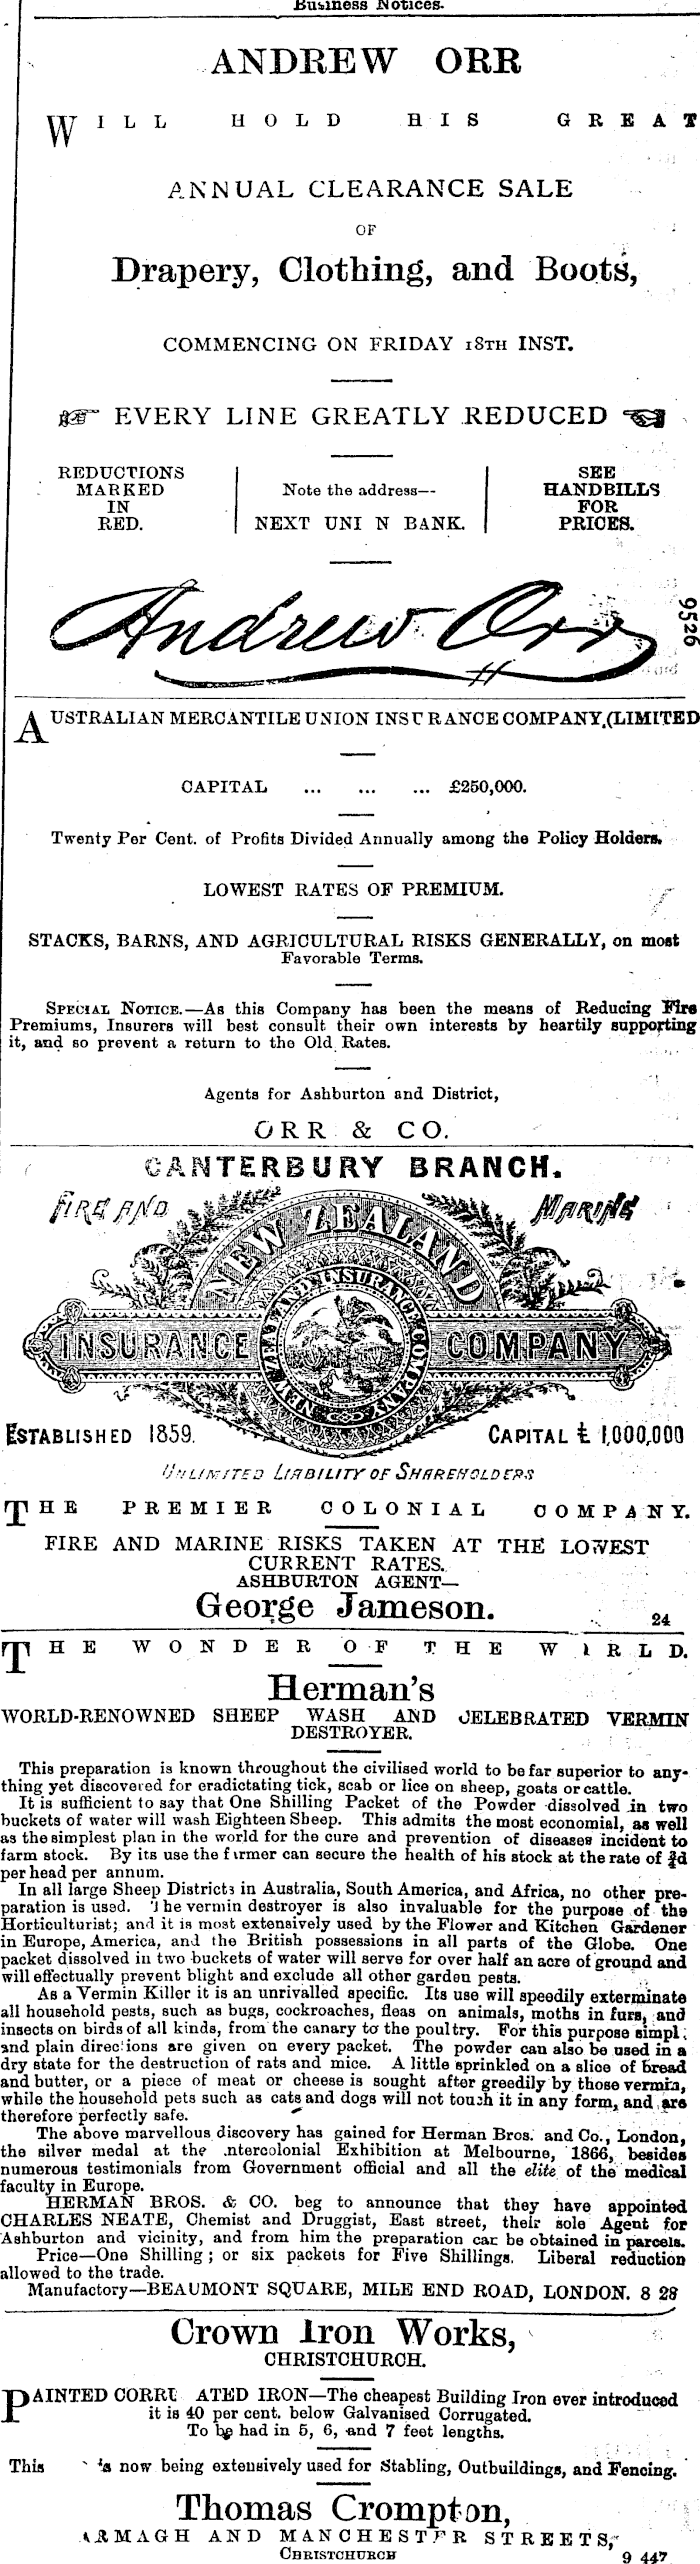 Business Notices.
ANDREW ORR
WILL HOLD HIS GREAT
ANNUAL CLEARANCE SALE
OF
Drapery, Clothing, and Boots,
COMMENCING ON FRIDAY 18TH INST.
☞ EVERY LINE GREATLY REDUCED ☜
REDUCTIONS
MARKED
IN
RED.
Note the address—
NEXT UNI N BANK.
SEE
HANDBILLS
FOR
PRICES.
Andrew Orr
9526
AUSTRALIAN MERCANTILE UNION INSURANCE COMPANY,(LIMITED
CAPITAL ... ... ... £250,000.
Twenty Per Cent. of Profits Divided Annually among the Policy Holders.
LOWEST RATES OF PREMIUM.
STACKS, BARNS, AND AGRICULTURAL RISKS GENERALLY, on most
Favorable Terms.
SPECIAL NOTICE.—As this Company has been the means of Reducing Fire
Premiums, Insurers will best consult their own interests by heartily supporting
it, and so prevent a return to the Old Rates.
Agents for Ashburton and District,
ORR & CO.
CANTERBURY BRANCH.
FIRE AND MARINE
NEW ZEALAND
INSURANCE COMPANY
NEW ZEALAND INSURANCE COMPANY
ESTABLISHED 1859. CAPITAL £1,000,000
UNLIMITED LIABILITY OF SHAREHOLDERS
THE PREMIER COLONIAL COMPANY.
FIRE AND MARINE RISKS TAKEN AT THE LOWEST
CURRENT RATES.
ASHBURTON AGENT—
George Jameson.
24
THE WONDER OF THE W RLD.
Herman's
WORLD-RENOWNED SHEEP WASH AND CELEBRATED VERMIN
DESTROYER.
This preparation is known throughout the civilised world to be far superior to any-
thing yet discovered for eradictating tick, scab or lice on sheep, goats or cattle.
It is sufficient to say that One Shilling Packet of the Powder dissolved in two
buckets of water will wash Eighteen Sheep. This admits the most economial, as well
as the simplest plan in the world for the cure and prevention of diseases incident to
farm stock. By its use the farmer can secure the health of his stock at the rate of ¾d
per head per annum.
In all large Sheep Districts in Australia, South America, and Africa, no other pre-
paration is used. The vermin destroyer is also invaluable for the purpose of the
Horticulturist; and it is most extensively used by the Flower and Kitchen Gardener
in Europe, America, and the British possessions in all parts of the Globe. One
packet dissolved in two buckets of water will serve for over half an acre of ground and
will effectually prevent blight and exclude all other garden pests.
As a Vermin Killer it is an unrivalled specific. Its use will speedily exterminate
all household pests, such as bugs, cockroaches, fleas on animals, moths in furs, and
insects on birds of all kinds, from the canary to the poultry. For this purpose simple
and plain directions are given on every packet. The powder can also be used in a
dry state for the destruction of rats and mice. A little sprinkled on a slice of bread
and butter, or a piece of meat or cheese is sought after greedily by those vermin,
while the household pets such as cats and dogs will not touch it in any form, and are
therefore perfectly safe.
The above marvellous discovery has gained for Herman Bros. and Co., London,
the silver medal at the ntercolonial Exhibition at Melbourne, 1866, besides
numerous testimonials from Government official and all the elite of the medical
faculty in Europe.
HERMAN BROS. & CO. beg to announce that they have appointed
CHARLES NEATE, Chemist and Druggist, East street, their sole Agent for
Ashburton and vicinity, and from him the preparation can be obtained in parcels.
Price—One Shilling; or six packets for Five Shillings. Liberal reduction
allowed to the trade.
Manufactory—BEAUMONT SQUARE, MILE END ROAD, LONDON. 8 28
Crown Iron Works,
CHRISTCHURCH.
PAINTED CORRU ATED IRON—The cheapest Building Iron ever introduced
it is 40 per cent. below Galvanised Corrugated.
To be had in 5, 6, and 7 feet lengths.
This is now being extensively used for Stabling, Outbuildings, and Fencing.
Thomas Crompton,
ARMAGH AND MANCHESTER STREETS,
CHRISTCHURCH
9 447